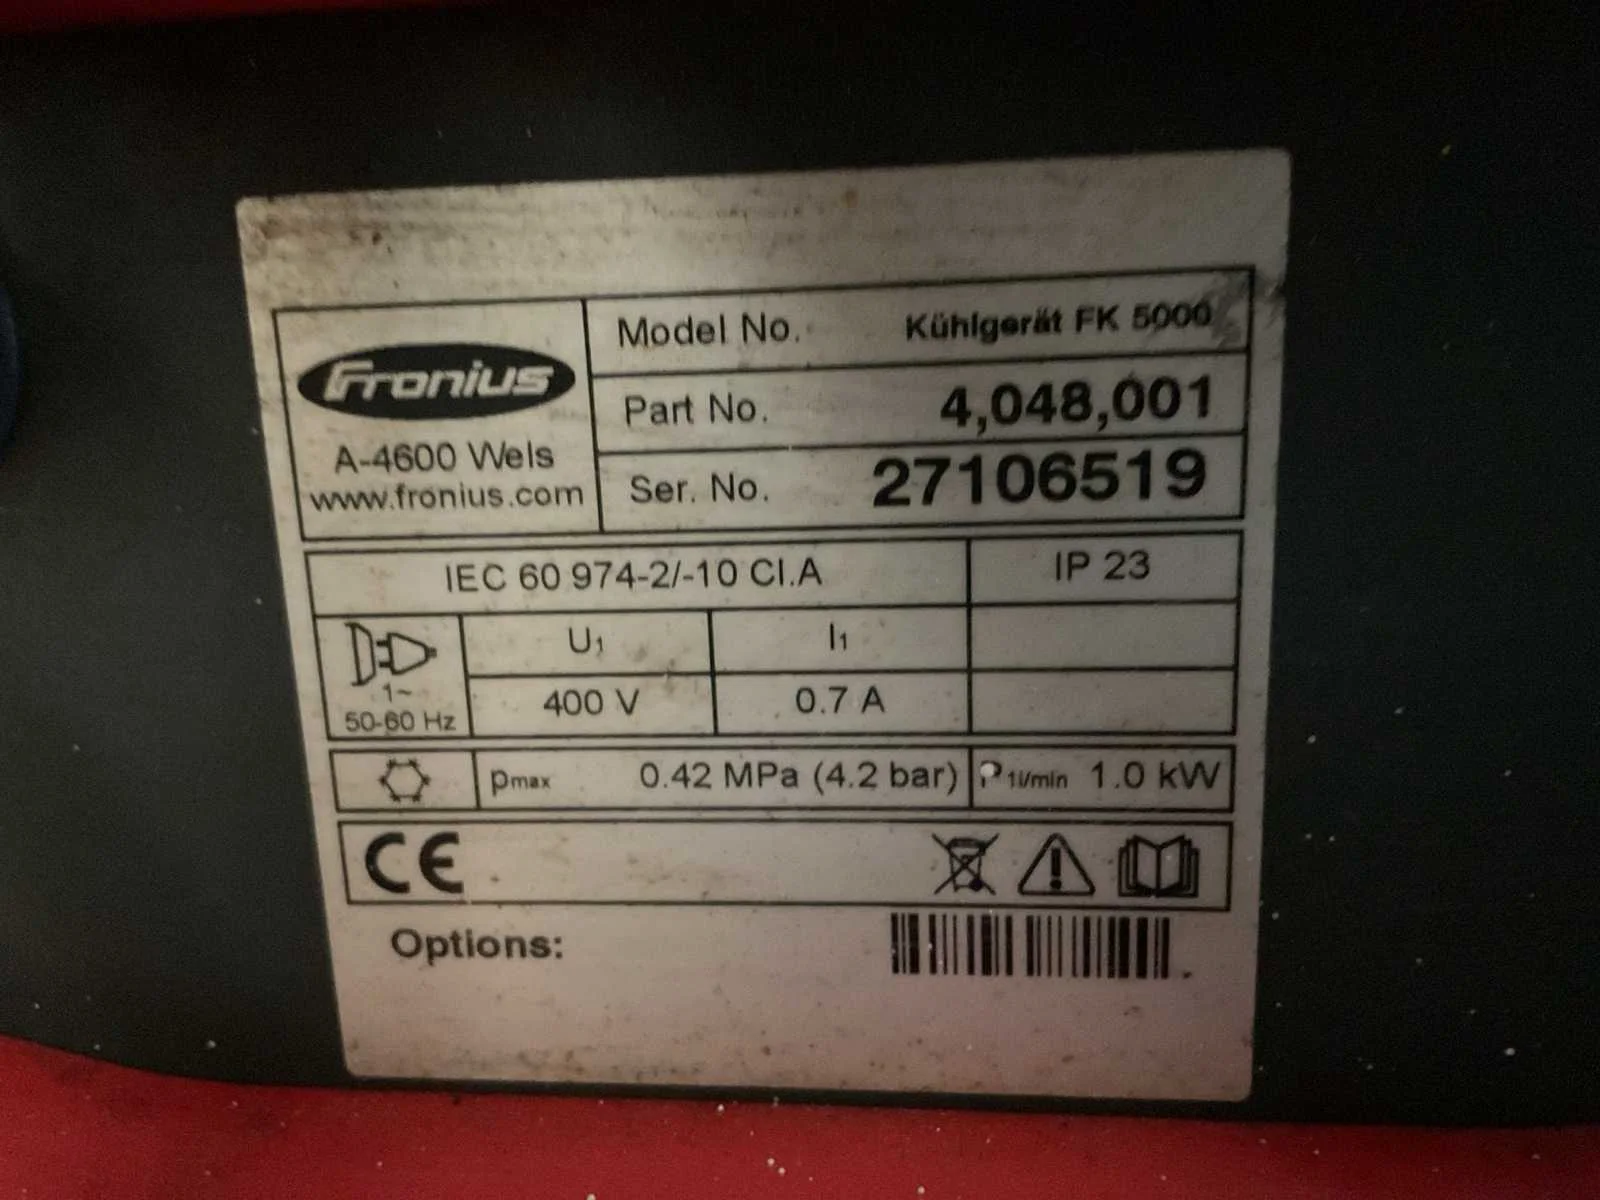 Model No. Kühlgerät FK 5000
Fronius
Part No. 4,048,001
A-4600 Wels
www.fronius.com
Ser. No. 27106519
IEC 60 974-2/-10 Cl.A IP 23
U1 I1
1~
50-60 Hz
400 V 0.7 A
pmax 0.42 MPa (4.2 bar) P 1l/min 1.0 kW
CE
Options: